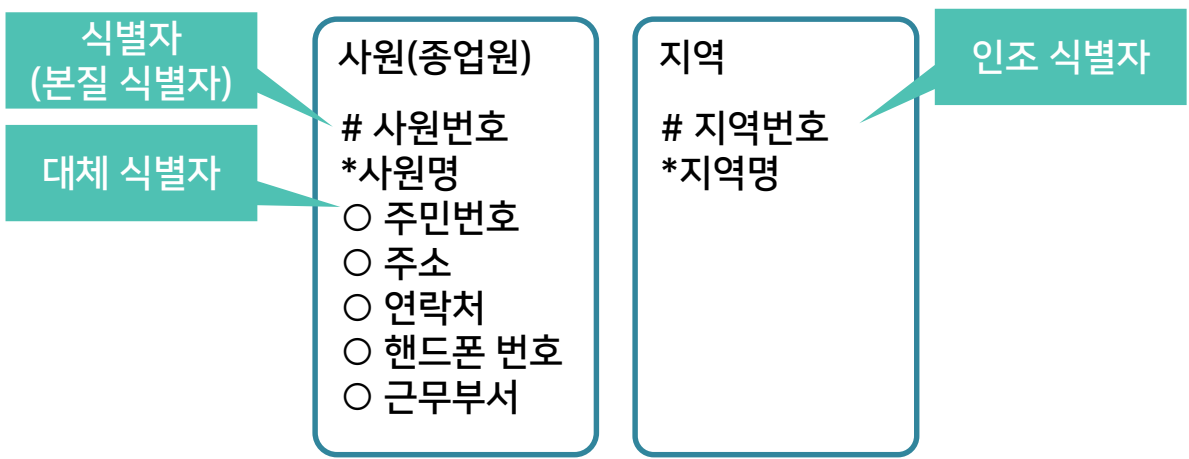 식별자
(본질 식별자)
대체 식별자
사원(종업원)
# 사원번호
*사원명
○ 주민번호
○ 주소
○ 연락처
○ 핸드폰 번호
○ 근무부서
지역
# 지역번호
*지역명
인조 식별자